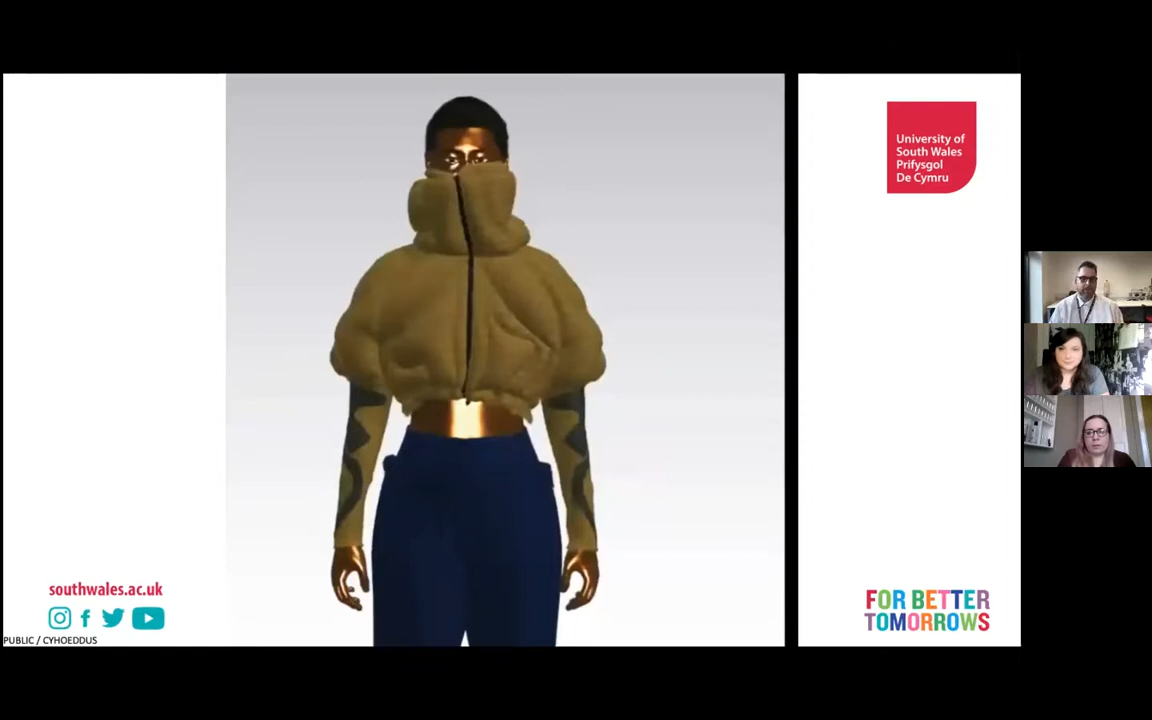 University of
South Wales
Prifysgol
De Cymru
southwales.ac.uk
FOR BETTER
TOMORROWS
PUBLIC / CYHOEDDUS